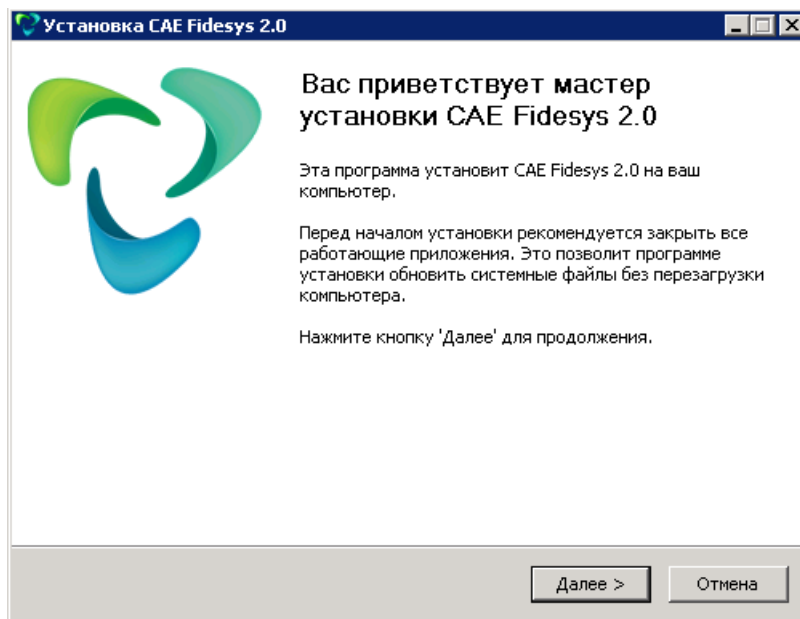 Установка CAE Fidesys 2.0
Вас приветствует мастер
установки CAE Fidesys 2.0
Эта программа установит CAE Fidesys 2.0 на ваш
компьютер.
Перед началом установки рекомендуется закрыть все
работающие приложения. Это позволит программе
установки обновить системные файлы без перезагрузки
компьютера.
Нажмите кнопку 'Далее' для продолжения.
Далее >
Отмена